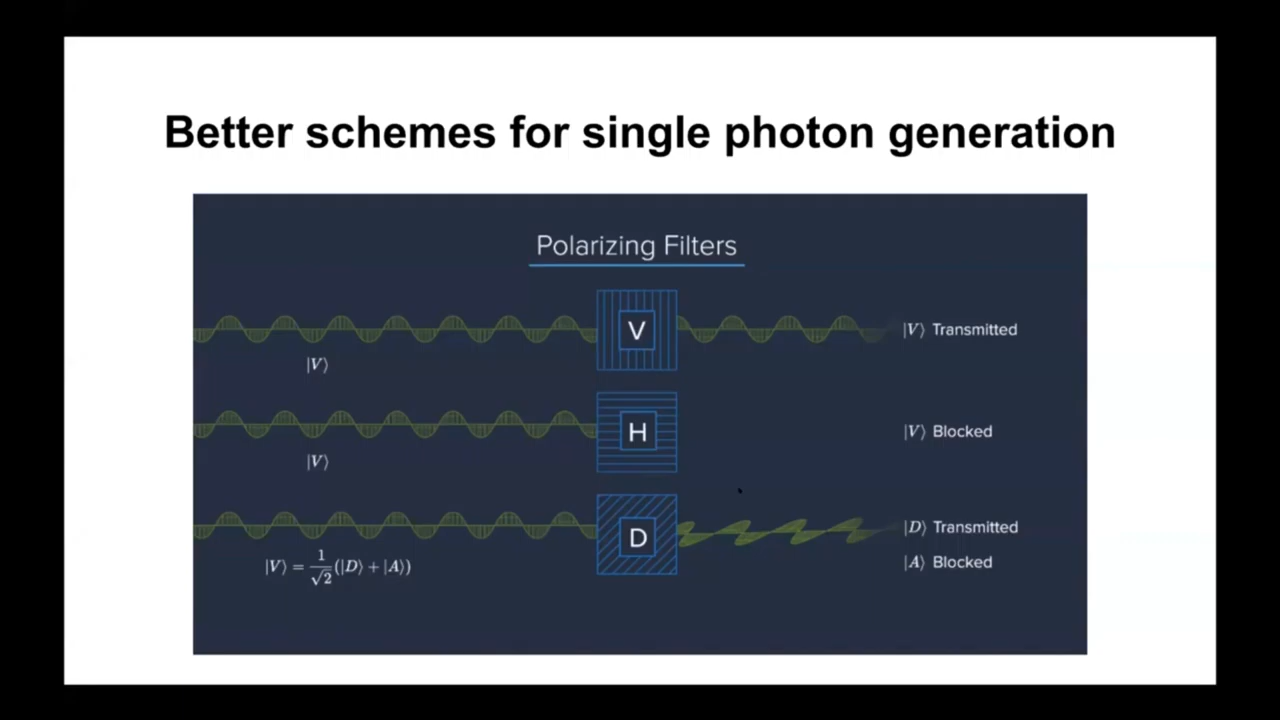 Better schemes for single photon generation
Polarizing Filters
V
|V⟩ Transmitted
|V⟩
H
|V⟩ Blocked
|V⟩
D
|D⟩ Transmitted
|A⟩ Blocked
|V⟩ = 1/√2 (|D⟩ + |A⟩)